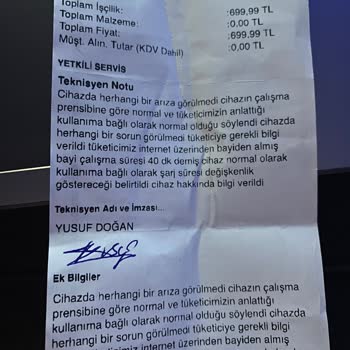 Toplam İşçilik: :699,99 TL
Toplam Malzeme: :0,00 TL
Toplam Fiyat: :699,99 TL
Müşt. Alın. Tutar (KDV Dahil) :0,00 TL
YETKİLİ SERVİS
Teknisyen Notu
Cihazda herhangi bir arıza görülmedi cihazın çalışma
prensibine göre normal ve tüketicimizin anlattığı
kullanıma bağlı olarak normal olduğu söylendi cihazda
herhangi bir sorun görülmedi tüketiciye gerekli bilgi
verildi tüketicimiz internet üzerinden bayiden almış
bayi çalışma süresi 40 dk demiş.cihaz normal olarak
kullanıma bağlı olarak şarj süresi değişkenlik
göstereceği belirtildi cihaz hakkında bilgi verildi
Teknisyen Adı ve İmzası...
YUSUF DOĞAN
Ek Bilgiler
Cihazda herhangi bir arıza görülmedi cihazın çalışma
prensibine göre normal ve tüketicimizin anlattığı
kullanıma bağlı olarak normal olduğu söylendi cihazda
herhangi bir sorun görülmedi tüketiciye gerekli bilgi
verildi tüketicimiz internet üzerinden bayiden almış